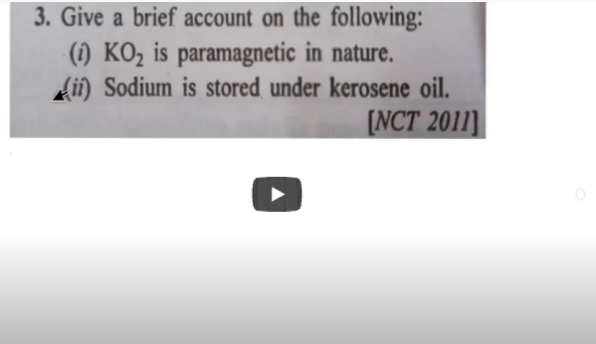 3. Give a brief account on the following:
(i) KO₂ is paramagnetic in nature.
(ii) Sodium is stored under kerosene oil.
[NCT 2011]